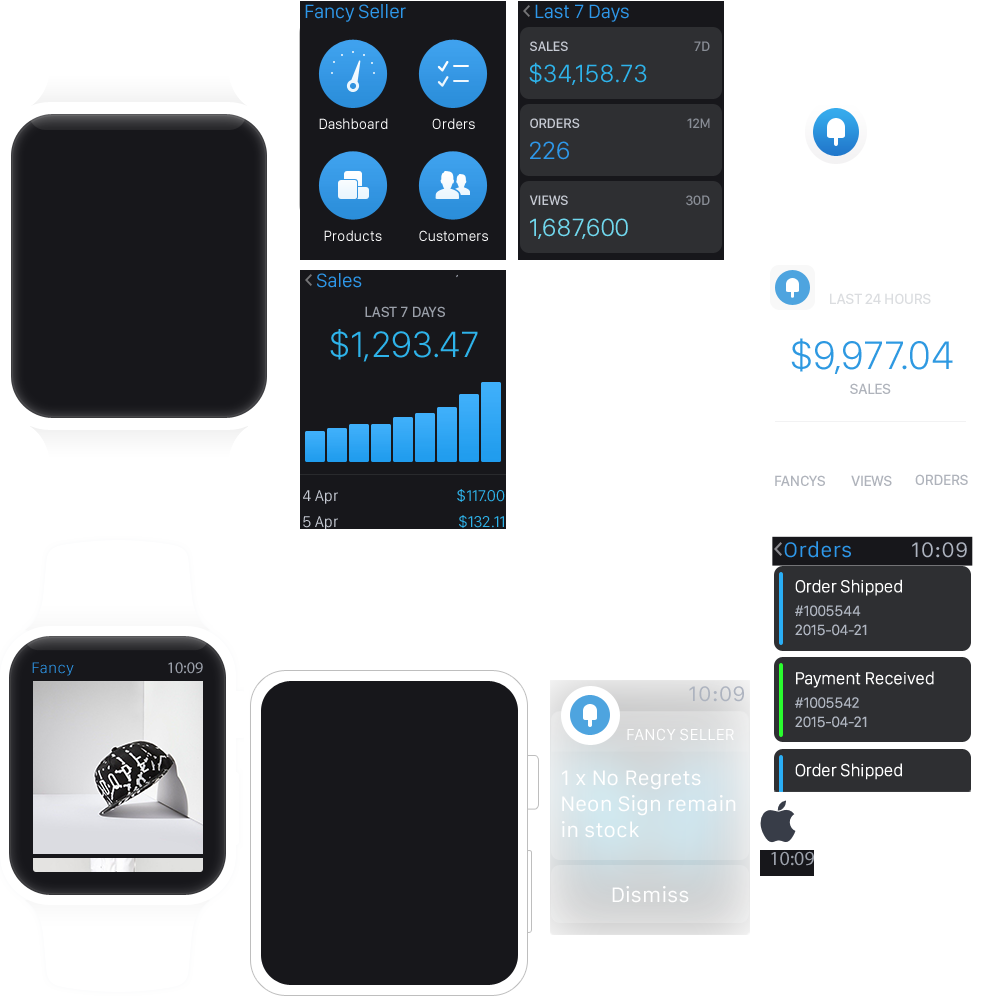 Fancy Seller
Dashboard
Orders
Products
Customers
Last 7 Days
SALES 7D
$34,158.73
ORDERS 12M
226
VIEWS 30D
1,687,600
Sales
LAST 7 DAYS
$1,293.47
4 Apr $117.00
5 Apr $132.11
LAST 24 HOURS
$9,977.04
SALES
FANCYS VIEWS ORDERS
Orders 10:09
Order Shipped
#1005544
2015-04-21
Payment Received
#1005542
2015-04-21
Order Shipped
Fancy 10:09
10:09
FANCY SELLER
1 x No Regrets
Neon Sign remain
in stock
Dismiss
10:09